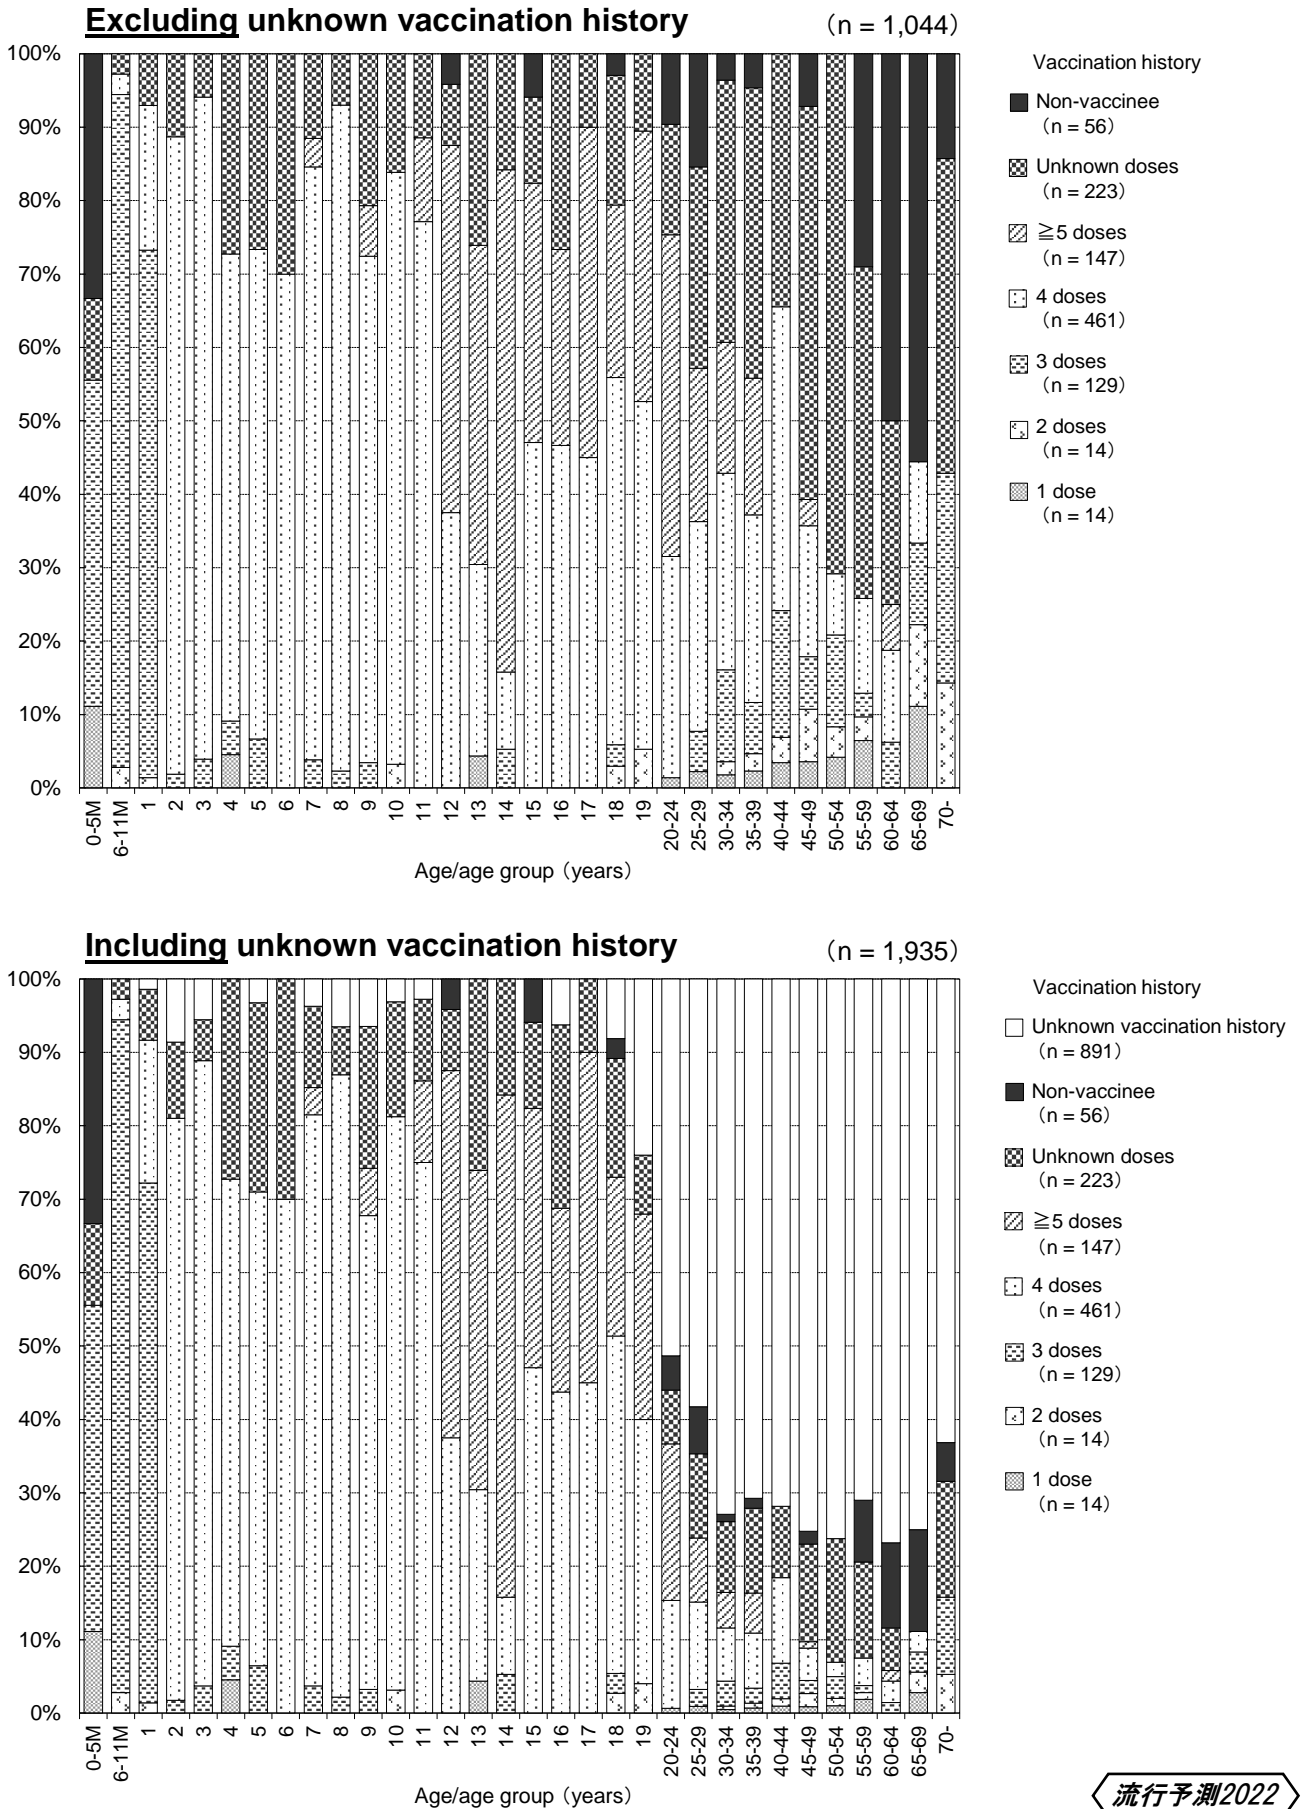 Excluding unknown vaccination history
（n = 1,044）
100%
90%
80%
70%
60%
50%
40%
30%
20%
10%
0%
0-5M
6-11M
1
2
3
4
5
6
7
8
9
10
11
12
13
14
15
16
17
18
19
20-24
25-29
30-34
35-39
40-44
45-49
50-54
55-59
60-64
65-69
70-
Age/age group（years）
Vaccination history
Non-vaccinee
（n = 56）
Unknown doses
（n = 223）
≧5 doses
（n = 147）
4 doses
（n = 461）
3 doses
（n = 129）
2 doses
（n = 14）
1 dose
（n = 14）
Including unknown vaccination history
（n = 1,935）
100%
90%
80%
70%
60%
50%
40%
30%
20%
10%
0%
0-5M
6-11M
1
2
3
4
5
6
7
8
9
10
11
12
13
14
15
16
17
18
19
20-24
25-29
30-34
35-39
40-44
45-49
50-54
55-59
60-64
65-69
70-
Age/age group（years）
Vaccination history
Unknown vaccination history
（n = 891）
Non-vaccinee
（n = 56）
Unknown doses
（n = 223）
≧5 doses
（n = 147）
4 doses
（n = 461）
3 doses
（n = 129）
2 doses
（n = 14）
1 dose
（n = 14）
流行予測2022